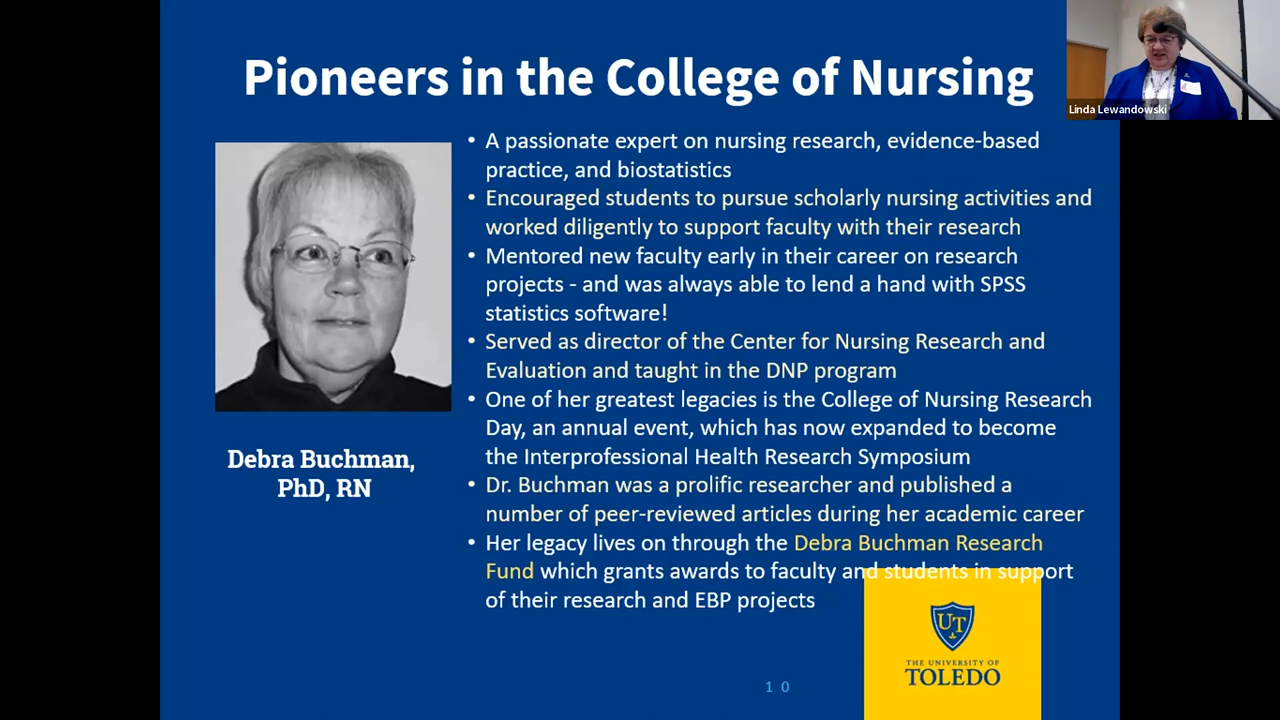 Pioneers in the College of Nursing
Linda Lewandowski
• A passionate expert on nursing research, evidence-based
practice, and biostatistics
• Encouraged students to pursue scholarly nursing activities and
worked diligently to support faculty with their research
• Mentored new faculty early in their career on research
projects - and was always able to lend a hand with SPSS
statistics software!
• Served as director of the Center for Nursing Research and
Evaluation and taught in the DNP program
• One of her greatest legacies is the College of Nursing Research
Day, an annual event, which has now expanded to become
the Interprofessional Health Research Symposium
• Dr. Buchman was a prolific researcher and published a
number of peer-reviewed articles during her academic career
• Her legacy lives on through the Debra Buchman Research
Fund which grants awards to faculty and students in support
of their research and EBP projects
Debra Buchman,
PhD, RN
UT
THE UNIVERSITY OF
TOLEDO
10